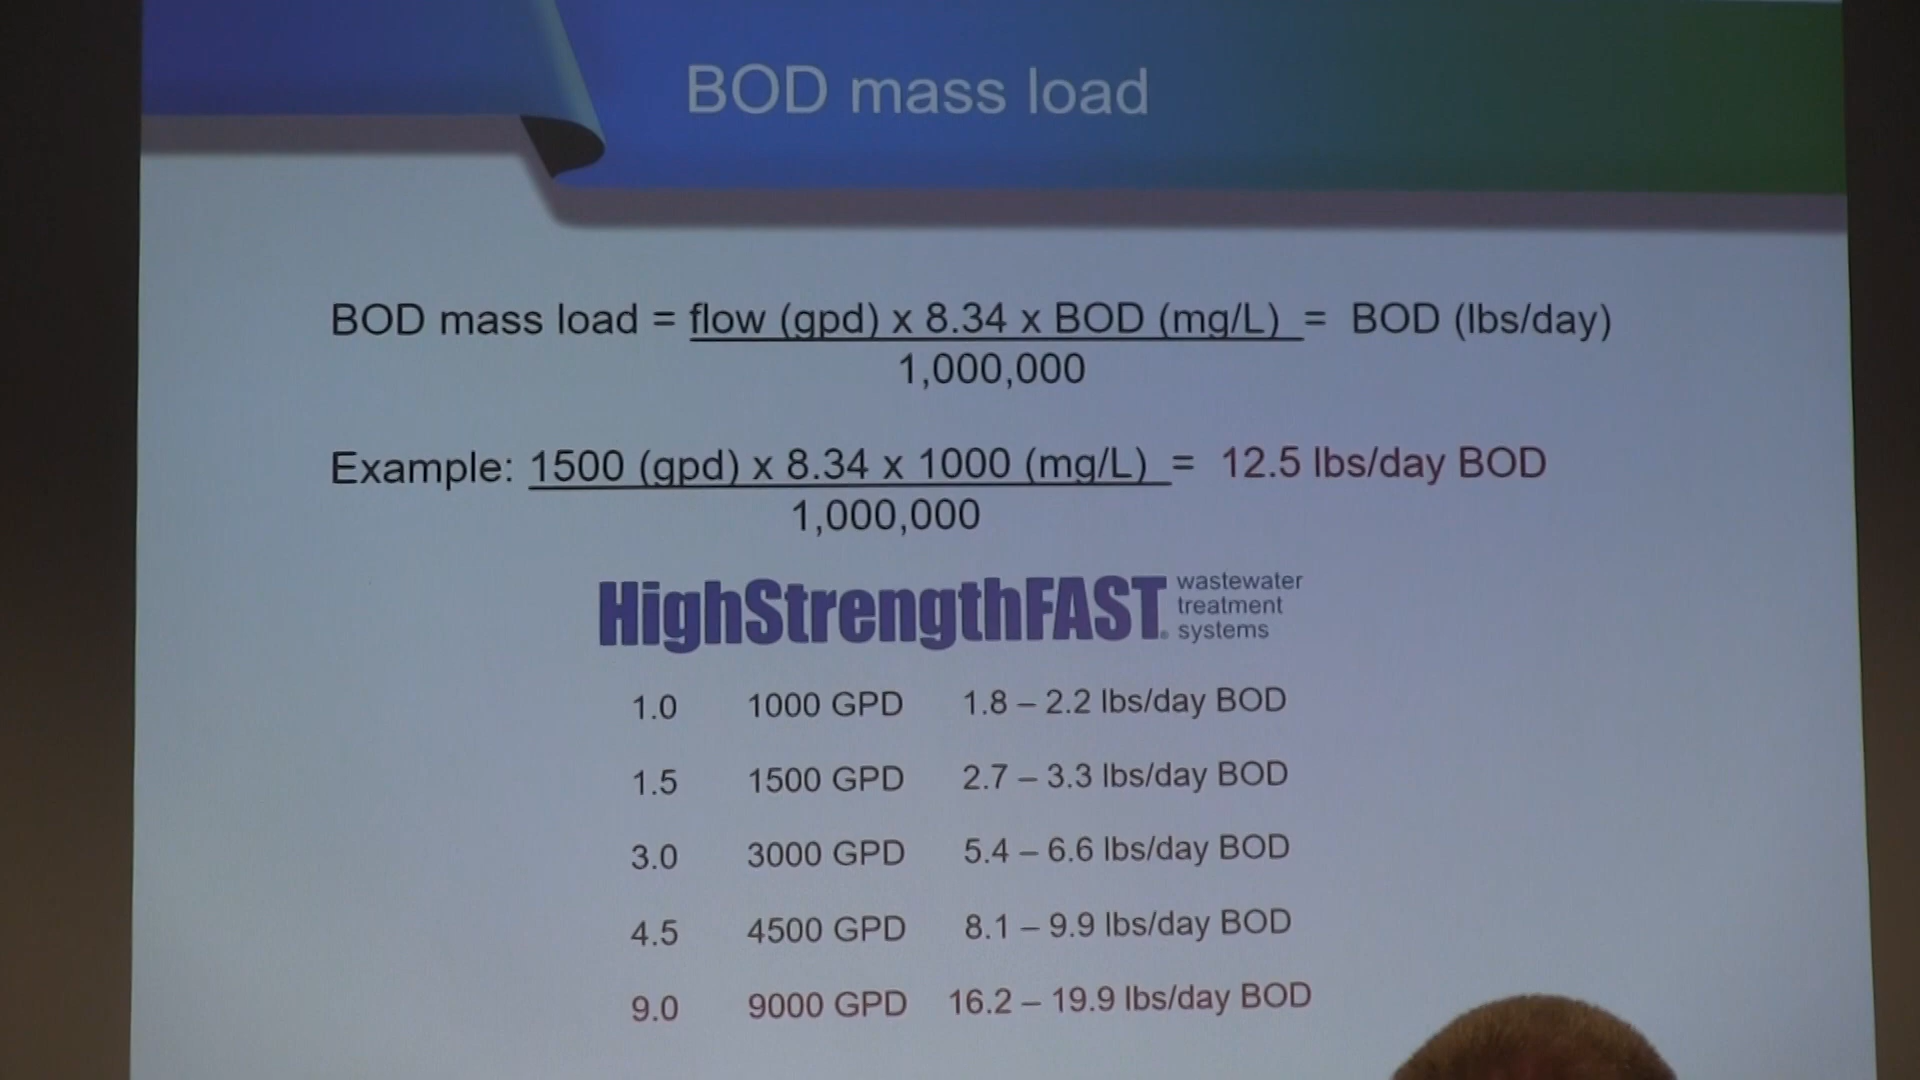 BOD mass load
BOD mass load = flow (gpd) x 8.34 x BOD (mg/L) = BOD (lbs/day)
1,000,000
Example: 1500 (gpd) x 8.34 x 1000 (mg/L) = 12.5 lbs/day BOD
1,000,000
HighStrengthFAST® wastewater
treatment
systems
1.0 1000 GPD 1.8 – 2.2 lbs/day BOD
1.5 1500 GPD 2.7 – 3.3 lbs/day BOD
3.0 3000 GPD 5.4 – 6.6 lbs/day BOD
4.5 4500 GPD 8.1 – 9.9 lbs/day BOD
9.0 9000 GPD 16.2 – 19.9 lbs/day BOD